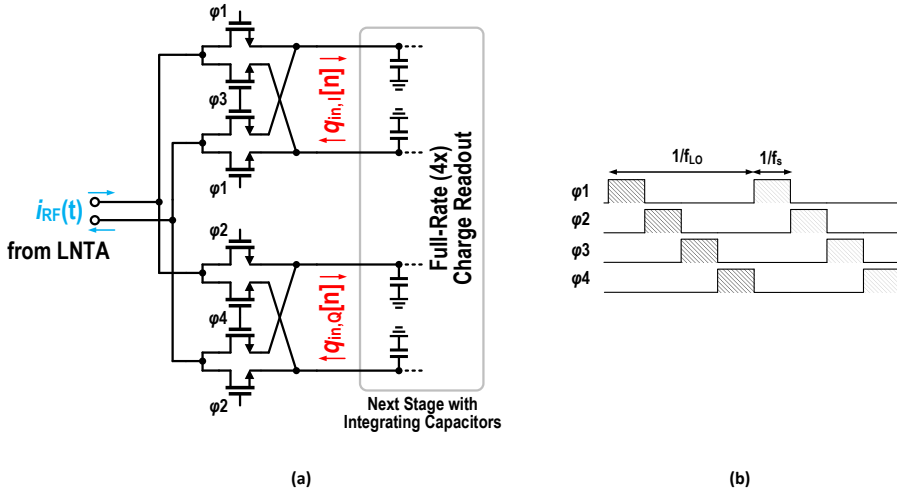 φ1
φ3
φ1
q_in,I[n]
i_RF(t)
from LNTA
φ2
φ4
φ2
q_in,Q[n]
Full-Rate (4x)
Charge Readout
Next Stage with
Integrating Capacitors
(a)
1/f_LO
1/f_s
φ1
φ2
φ3
φ4
(b)